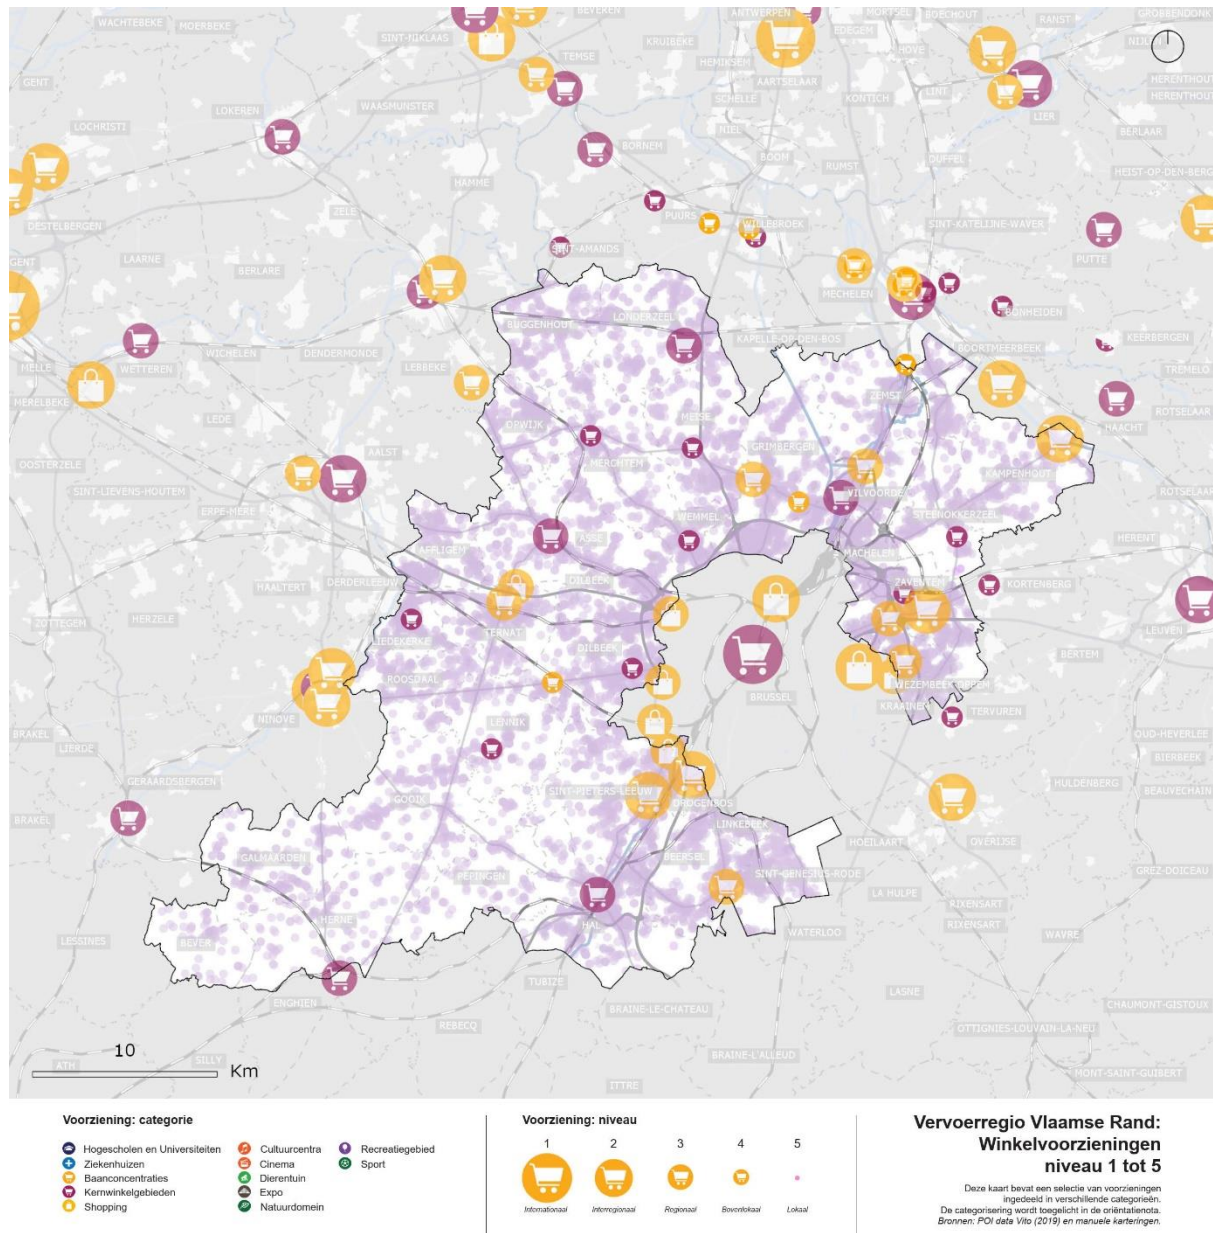 WACHTEBEKE
MOERBEKE
BEVEREN
ANTWERPEN
MORTSEL
BOECHOUT
RANST
GROBBENDONK
SINT-NIKLAAS
KRUIBEKE
EDEGEM
HOVE
NIJLEN
TEMSE
HEMIKSEM
AARTSELAAR
GENT
SCHELLE
KONTICH
LINT
HERENTHOUT
HERENTHOUT
LOKEREN
WAASMUNSTER
LIER
LOCHRISTI
NIEL
BERLAAR
BORNEM
BOOM
RUMST
DUFFEL
HAMME
HEIST-OP-DEN-BERG
ZELE
PUURS
WILLEBROEK
SINT-KATELIJNE-WAVER
DESTELBERGEN
SINT-AMANDS
PUTTE
GENT
LAARNE
BERLARE
MECHELEN
BONHEIDEN
LONDERZEEL
BUGGENHOUT
KAPELLE-OP-DEN-BOS
BOORTMEERBEEK
KEERBERGEN
WICHELEN
DENDERMONDE
MELLE
WETTEREN
LEBBEKE
TREMELO
MERELBEKE
ZEMST
ROTSELAAR
LEDE
MEISE
HAACHT
OPWIJK
GRIMBERGEN
AALST
OOSTERZELE
MERCHTEM
KAMPENHOUT
SINT-LIEVENS-HOUTEM
VILVOORDE
ROTSELAAR
ERPE-MERE
WEMMEL
STEENOKKERZEEL
ASSE
HERENT
AFFLIGEM
MACHELEN
HAALTERT
DENDERLEEUW
DILBEEK
ZAVENTEM
KORTENBERG
HERZELE
ZOTTEGEM
LIEDEKERKE
TERNAT
LEUVEN
DILBEEK
BERTEM
ROOSDAAL
BRUSSEL
WEZEMBEEK-OPPEM
KRAAINEM
TERVUREN
NINOVE
LENNIK
BRAKEL
OUD-HEVERLEE
LIERDE
BIERBEEK
GERAARDSBERGEN
HULDENBERG
SINT-PIETERS-LEEUW
BEAUVECHAIN
GOOIK
DROGENBOS
BRAKEL
LINKEBEEK
HOEILAART
OVERIJSE
GALMAARDEN
BEERSEL
GREZ-DOICEAU
PEPINGEN
SINT-GENESIUS-RODE
LA HULPE
RIXENSART
HERNE
HAL
RIXENSART
LESSINES
BEVER
WATERLOO
WAVRE
TUBIZE
LASNE
ENGHIEN
BRAINE-LE-CHATEAU
CHAUMONT-GISTOUX
REBECQ
OTTIGNIES-LOUVAIN-LA-NEU
10
Km
SILLY
ATH
BRAINE-L'ALLEUD
MONT-SAINT-GUIBERT
ITTRE
Voorziening: categorie
Hogescholen en Universiteiten
Ziekenhuizen
Baanconcentraties
Kernwinkelgebieden
Shopping
Cultuurcentra
Cinema
Dierentuin
Expo
Natuurdomein
Recreatiegebied
Sport
Voorziening: niveau
1 2 3 4 5
Internationaal Interregionaal Regionaal Bovenlokaal Lokaal
Vervoerregio Vlaamse Rand:
Winkelvoorzieningen
niveau 1 tot 5
Deze kaart bevat een selectie van voorzieningen
ingedeeld in verschillende categorieën.
De categorisering wordt toegelicht in de oriëntatienota.
Bronnen: POI data Vito (2019) en manuele karteringen.